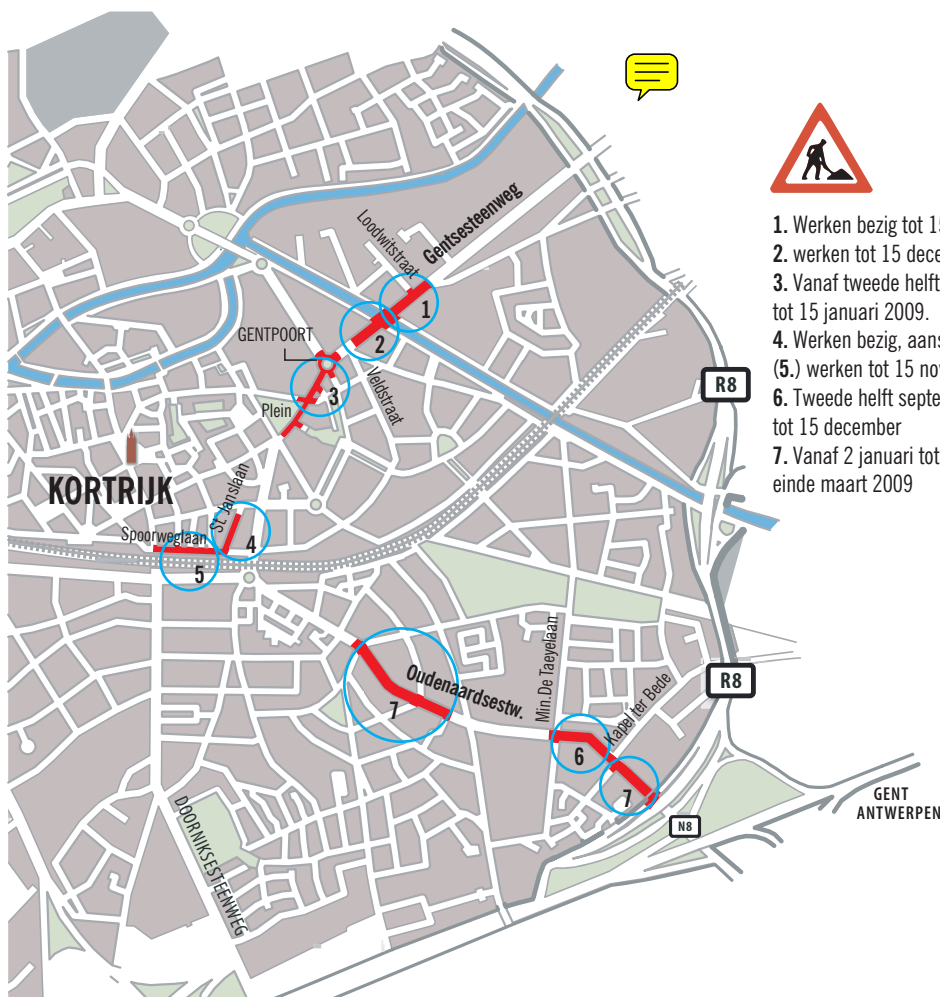 Loodwitstraat
Gentsesteenweg
1
2
GENTPOORT
3
Veldstraat
Plein
KORTRIJK
St. Janslaan
Spoorweglaan
4
5
R8
Oudenaardsestw.
7
Min. De Taeyelaan
Kapel ter Bede
6
7
R8
N8
GENT
ANTWERPEN
DOORNIKSESTEENWEG
1. Werken bezig tot 15
2. werken tot 15 dece
3. Vanaf tweede helft
tot 15 januari 2009.
4. Werken bezig, aans
(5.) werken tot 15 nov
6. Tweede helft septe
tot 15 december
7. Vanaf 2 januari tot
einde maart 2009